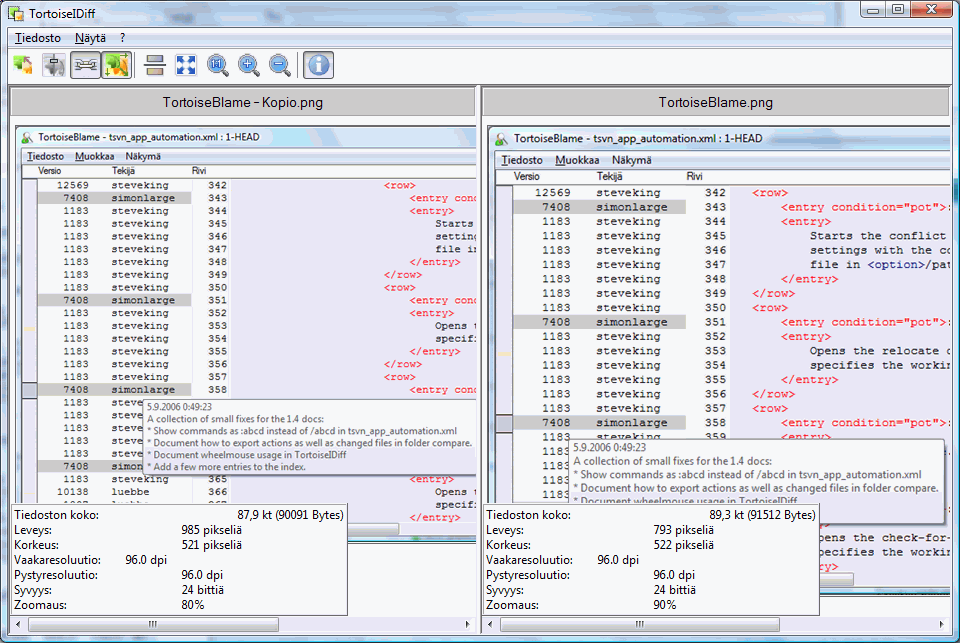 TortoiseIDiff
Tiedosto Näytä ?
TortoiseBlame - Kopio.png
TortoiseBlame - tsvn_app_automation.xml : 1-HEAD
Tiedosto Muokkaa Näkymä
Versio Tekijä Rivi
12569 steveking 342 <row>
7408 simonlarge 343 <entry con
1183 steveking 344 <entry>
1183 steveking 345 Starts
1183 steveking 346 setting
1183 steveking 347 file in
1183 steveking 348 </entry>
1183 steveking 349 </row>
1183 steveking 350 <row>
7408 simonlarge 351 <entry con
1183 steveking 352 <entry>
1183 steveking 353 Opens
1183 steveking 354 specifi
1183 steveking 355 </entry>
1183 steveking 356 </row>
1183 steveking 357 <row>
7408 simonlarge 358 <entry con
1183 steve
1183 steve
1183 steve
1183 steve
1183 steve
7408 simon
1183 steveking 365 </entry>
10138 luebbe 366 Opens
</entry>
5.9.2006 0:49:23
A collection of small fixes for the 1.4 docs:
* Show commands as :abcd instead of /abcd in tsvn_app_automation.xml
* Document how to export actions as well as changed files in folder compare.
* Document wheelmouse usage in TortoiseIDiff
* Add a few more entries to the index.
Tiedoston koko: 87,9 kt (90091 Bytes)
Leveys: 985 pikseliä
Korkeus: 521 pikseliä
Vaakaresoluutio: 96.0 dpi
Pystyresoluutio: 96.0 dpi
Syvyys: 24 bittiä
Zoomaus: 80%
TortoiseBlame.png
TortoiseBlame - tsvn_app_automation.xml : 1-HEAD
Tiedosto Muokkaa Näkymä
Versio Tekijä Rivi
12569 steveking 342 <row>
7408 simonlarge 343 <entry condition="pot">
1183 steveking 344 <entry>
1183 steveking 345 Starts the conflict
1183 steveking 346 settings with the co
1183 steveking 347 file in <option>/pat
1183 steveking 348 </entry>
1183 steveking 349 </row>
1183 steveking 350 <row>
7408 simonlarge 351 <entry condition="pot">
1183 steveking 352 <entry>
1183 steveking 353 Opens the relocate
1183 steveking 354 specifies the workin
1183 steveking 355 </entry>
1183 steveking 356 </row>
1183 steveking 357 <row>
7408 simonlarge 358 <entry condition="pot">
1183 steveking 359 <entry>
1183
1183
1183
1183
5.9.2006 0:49:23
A collection of small fixes for the 1.4 docs:
* Show commands as :abcd instead of /abcd in tsvn_app_automation.xml
* Document how to export actions as well as changed files in folder compare.
* Document wheelmouse usage in TortoiseIDiff
pens the check-for-
pecifies the workin
ry>
Tiedoston koko: 89,3 kt (91512 Bytes)
Leveys: 793 pikseliä
Korkeus: 522 pikseliä
Vaakaresoluutio: 96.0 dpi
Pystyresoluutio: 96.0 dpi
Syvyys: 24 bittiä
Zoomaus: 90%